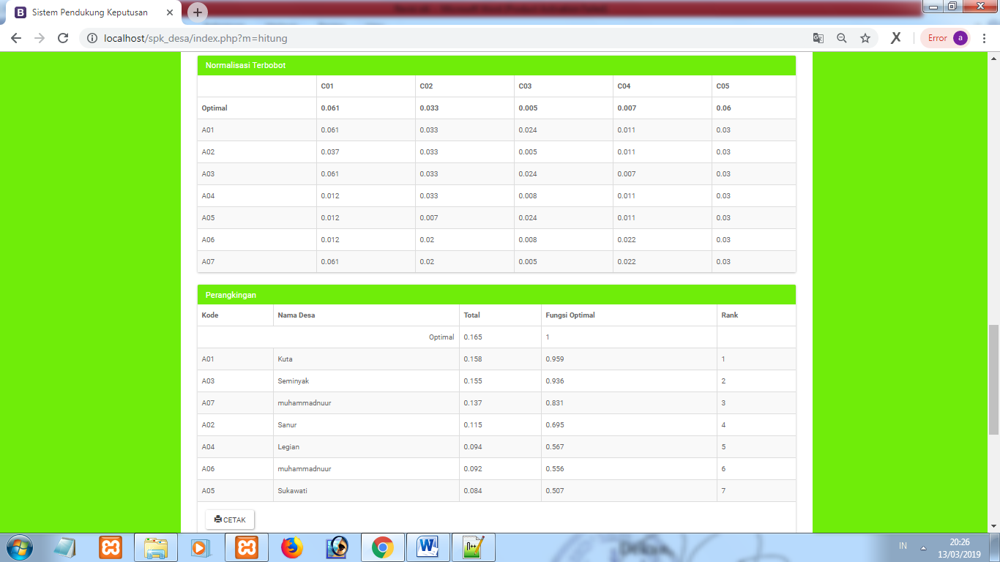 Sistem Pendukung Keputusan
localhost/spk_desa/index.php?m=hitung
Error a
Normalisasi Terbobot
C01 C02 C03 C04 C05
Optimal 0.061 0.033 0.005 0.007 0.06
A01 0.061 0.033 0.024 0.011 0.03
A02 0.037 0.033 0.005 0.011 0.03
A03 0.061 0.033 0.024 0.007 0.03
A04 0.012 0.033 0.008 0.011 0.03
A05 0.012 0.007 0.024 0.011 0.03
A06 0.012 0.02 0.008 0.022 0.03
A07 0.061 0.02 0.005 0.022 0.03
Perangkingan
Kode Nama Desa Total Fungsi Optimal Rank
Optimal 0.165 1
A01 Kuta 0.158 0.959 1
A03 Seminyak 0.155 0.936 2
A07 muhammadnuur 0.137 0.831 3
A02 Sanur 0.115 0.695 4
A04 Legian 0.094 0.567 5
A06 muhammadnuur 0.092 0.556 6
A05 Sukawati 0.084 0.507 7
CETAK
IN 20:26
13/03/2019